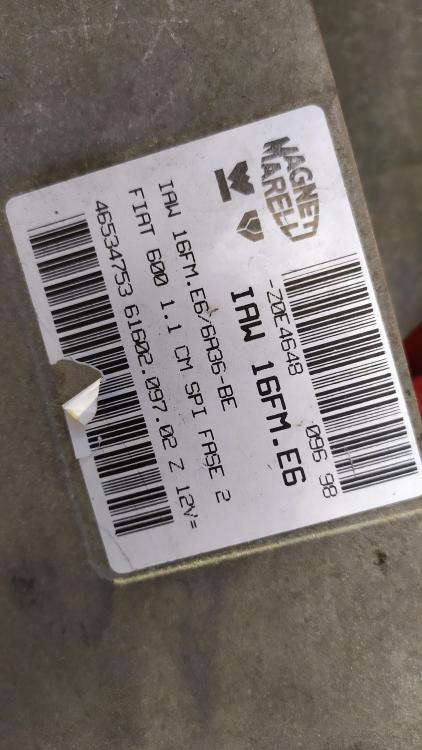 MAGNETI
MARELLI
-Z0E4648 096 98
IAW 16FM.E6
IAW 16FM.E6/6A36-BE
FIAT 600 1.1 CM SPI FASE 2
46534753 61602.097.02 Z 12V=